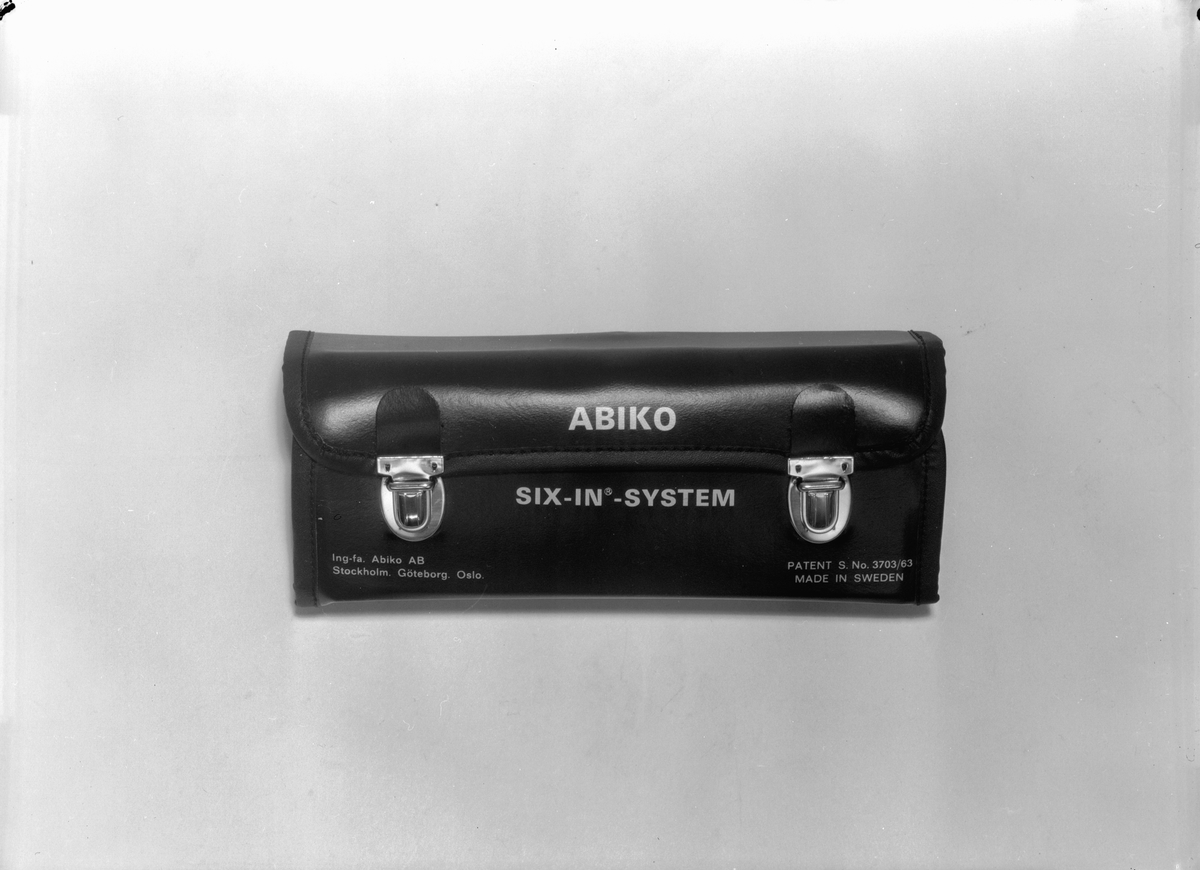 ABIKO
SIX-IN®-SYSTEM
Ing-fa. Abiko AB
Stockholm. Göteborg. Oslo.
PATENT S. No. 3703/63
MADE IN SWEDEN